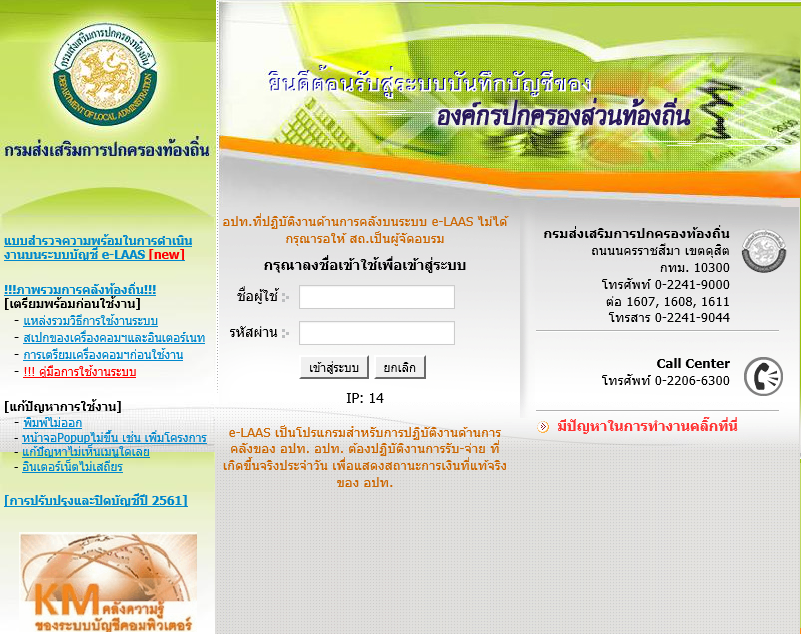 กรมส่งเสริมการปกครองท้องถิ่น
DEPARTMENT OF LOCAL ADMINISTRATION
กรมส่งเสริมการปกครองท้องถิ่น
แบบสำรวจความพร้อมในการดำเนิน
งานบนระบบบัญชี e-LAAS [new]
!!!ภาพรวมการคลังท้องถิ่น!!!
[เตรียมพร้อมก่อนใช้งาน]
- แหล่งรวมวิธีการใช้งานระบบ
- สเปกของเครื่องคอมฯและอินเตอร์เนท
- การเตรียมเครื่องคอมฯก่อนใช้งาน
- !!! คู่มือการใช้งานระบบ
[แก้ปัญหาการใช้งาน]
- พิมพ์ไม่ออก
- หน้าจอPopupไม่ขึ้น เช่น เพิ่มโครงการ
- แก้ปัญหาไม่เห็นเมนูใดเลย
- อินเตอร์เน็ตไม่เสถียร
[การปรับปรุงและปิดบัญชีปี 2561]
KM คลังความรู้
ของระบบบัญชีคอมพิวเตอร์
ยินดีต้อนรับสู่ระบบบันทึกบัญชีของ
องค์กรปกครองส่วนท้องถิ่น
อปท.ที่ปฏิบัติงานด้านการคลังบนระบบ e-LAAS ไม่ได้
กรุณารอให้ สถ.เป็นผู้จัดอบรม
กรุณาลงชื่อเข้าใช้เพื่อเข้าสู่ระบบ
ชื่อผู้ใช้
รหัสผ่าน
เข้าสู่ระบบ ยกเลิก
IP: 14
e-LAAS เป็นโปรแกรมสำหรับการปฏิบัติงานด้านการ
คลังของ อปท. อปท. ต้องปฏิบัติงานการรับ-จ่าย ที่
เกิดขึ้นจริงประจำวัน เพื่อแสดงสถานะการเงินที่แท้จริง
ของ อปท.
กรมส่งเสริมการปกครองท้องถิ่น
ถนนนครราชสีมา เขตดุสิต
กทม. 10300
โทรศัพท์ 0-2241-9000
ต่อ 1607, 1608, 1611
โทรสาร 0-2241-9044
Call Center
โทรศัพท์ 0-2206-6300
มีปัญหาในการทำงานคลิ๊กที่นี่